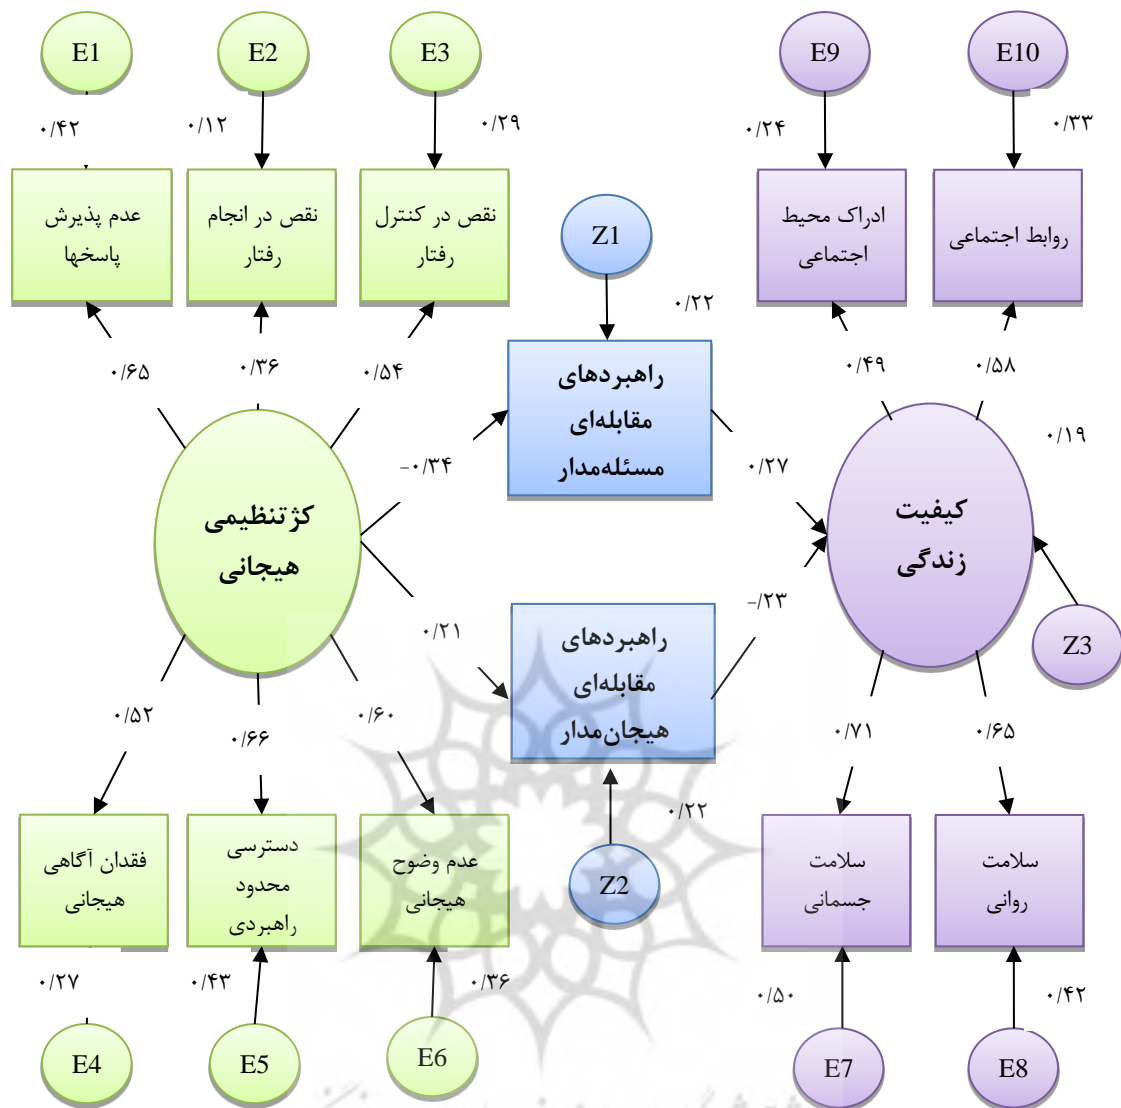 E1
E2
E3
E9
E10
۰/۴۲
۰/۱۲
۰/۲۹
۰/۲۴
۰/۳۳
عدم پذیرش
پاسخها
نقص در انجام
رفتار
نقص در کنترل
رفتار
Z1
ادراک محیط
اجتماعی
روابط اجتماعی
۰/۲۲
۰/۶۵
۰/۳۶
۰/۵۴
راهبردهای
مقابله‌ای
مسئله‌مدار
۰/۴۹
۰/۵۸
۰/۱۹
-۰/۳۴
۰/۲۷
کژتنظیمی
هیجانی
کیفیت
زندگی
-/۲۳
۰/۲۱
راهبردهای
مقابله‌ای
هیجان‌مدار
Z3
۰/۵۲
۰/۶۶
۰/۶۰
۰/۷۱
۰/۶۵
۰/۲۲
فقدان آگاهی
هیجانی
دسترسی
محدود
راهبردی
عدم وضوح
هیجانی
Z2
سلامت
جسمانی
سلامت
روانی
۰/۲۷
۰/۴۳
۰/۳۶
۰/۵۰
۰/۴۲
E4
E5
E6
E7
E8